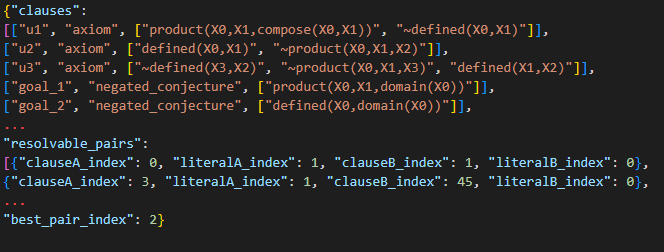 {"clauses":
[["u1", "axiom", ["product(X0,X1,compose(X0,X1))", "~defined(X0,X1)"]],
["u2", "axiom", ["defined(X0,X1)", "~product(X0,X1,X2)"]],
["u3", "axiom", ["~defined(X3,X2)", "~product(X0,X1,X3)", "defined(X1,X2)"]],
["goal_1", "negated_conjecture", ["product(X0,X1,domain(X0))"]],
["goal_2", "negated_conjecture", ["defined(X0,domain(X0))"]],
...
"resolvable_pairs":
[{"clauseA_index": 0, "literalA_index": 1, "clauseB_index": 1, "literalB_index": 0},
{"clauseA_index": 3, "literalA_index": 1, "clauseB_index": 45, "literalB_index": 0},
...
"best_pair_index": 2}